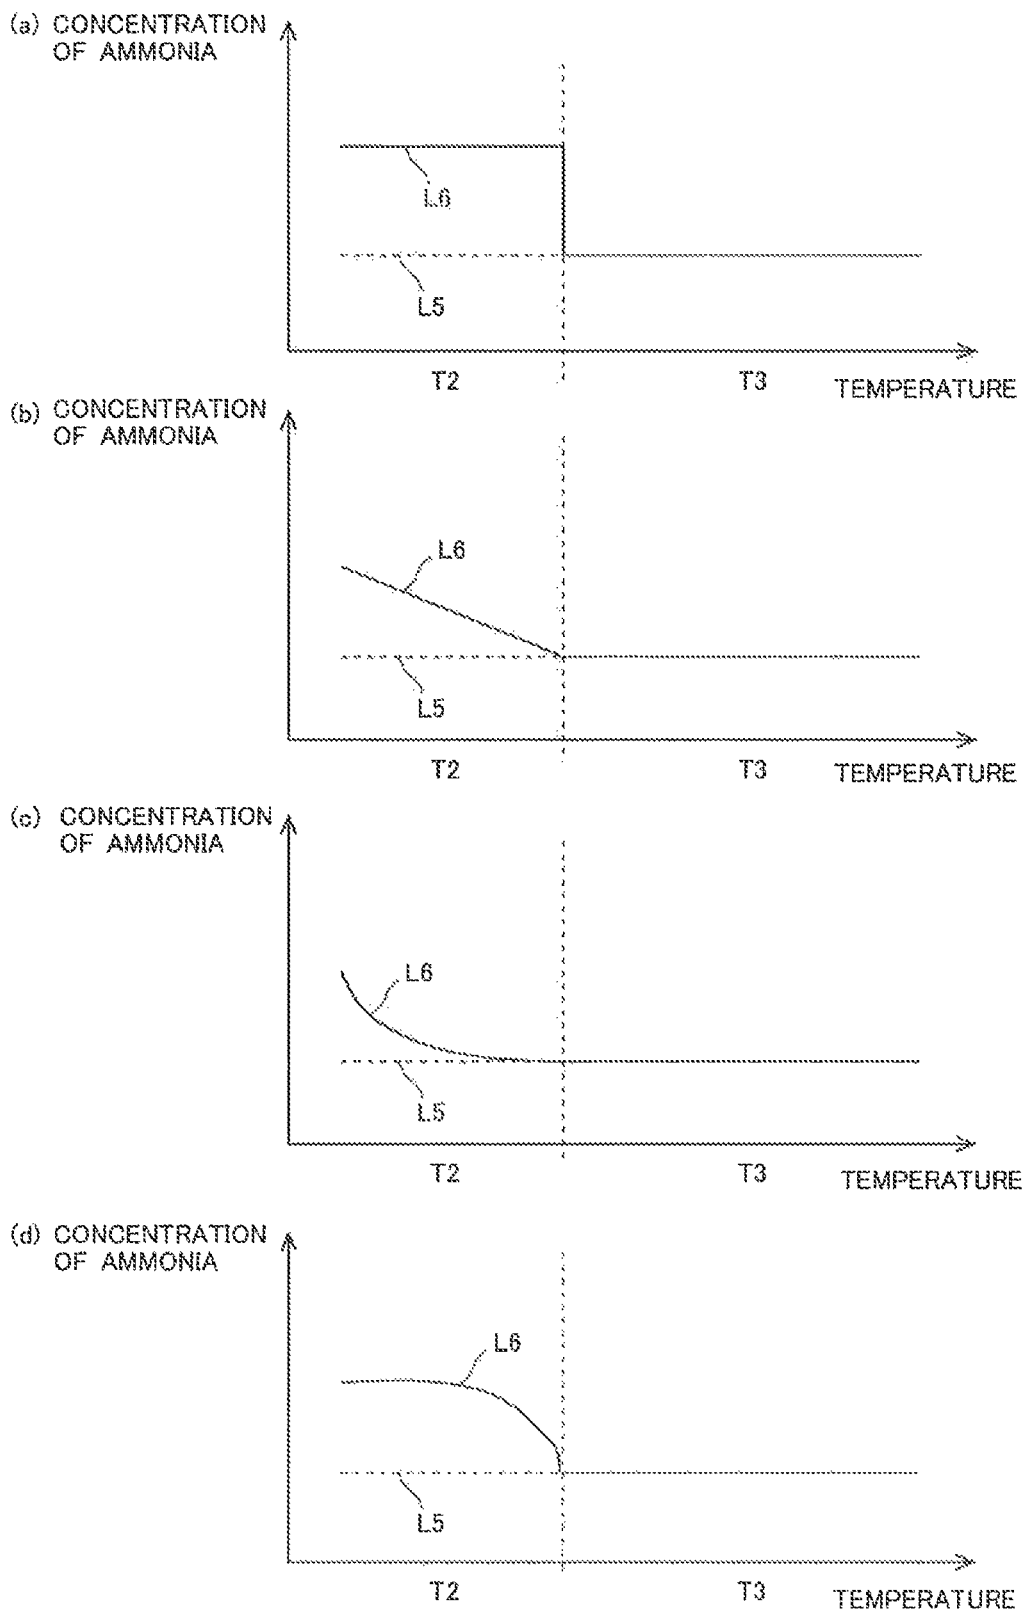 (a) CONCENTRATION
OF AMMONIA
L6
L5
T2 T3 TEMPERATURE
(b) CONCENTRATION
OF AMMONIA
L6
L5
T2 T3 TEMPERATURE
(c) CONCENTRATION
OF AMMONIA
L6
L5
T2 T3 TEMPERATURE
(d) CONCENTRATION
OF AMMONIA
L6
L5
T2 T3 TEMPERATURE